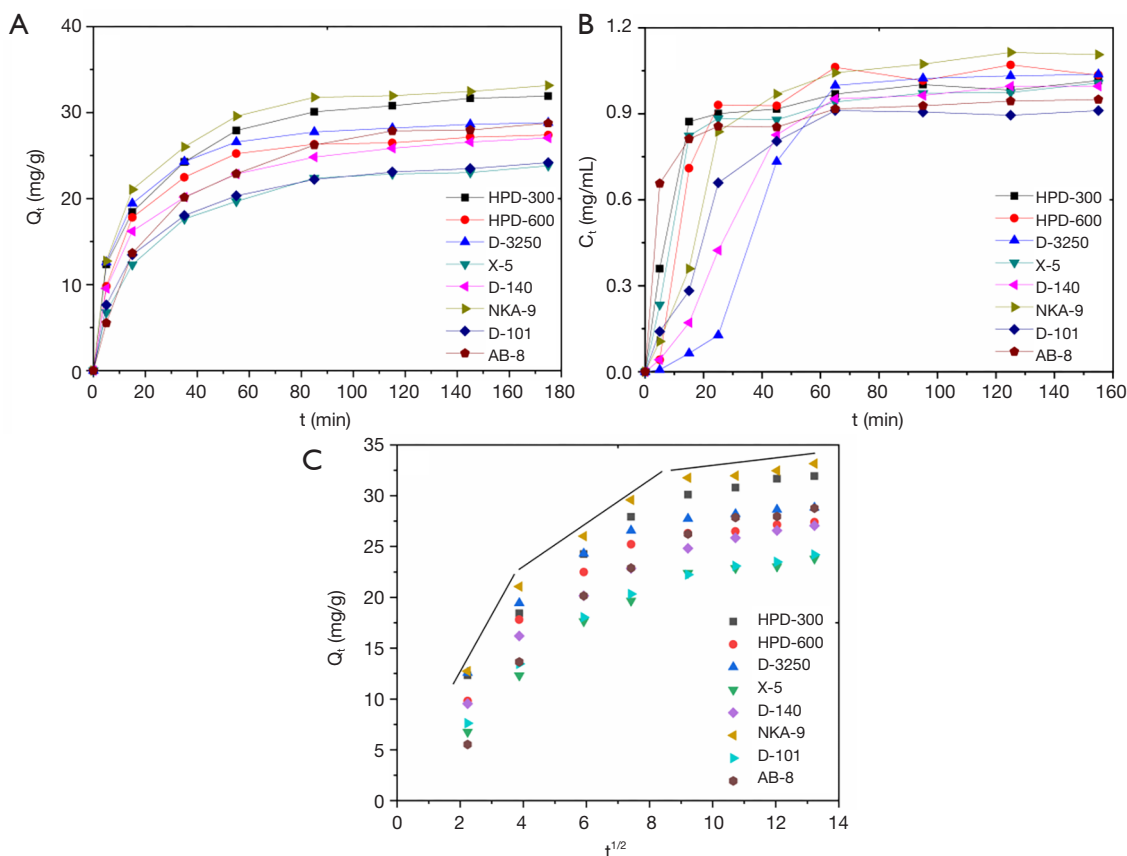 A
40
30
20
10
0
Qt (mg/g)
0 20 40 60 80 100 120 140 160 180
t (min)
HPD-300
HPD-600
D-3250
X-5
D-140
NKA-9
D-101
AB-8
B
1.2
0.9
0.6
0.3
0.0
Ct (mg/mL)
0 20 40 60 80 100 120 140 160
t (min)
HPD-300
HPD-600
D-3250
X-5
D-140
NKA-9
D-101
AB-8
C
35
30
25
20
15
10
5
0
Qt (mg/g)
0 2 4 6 8 10 12 14
t1/2
HPD-300
HPD-600
D-3250
X-5
D-140
NKA-9
D-101
AB-8